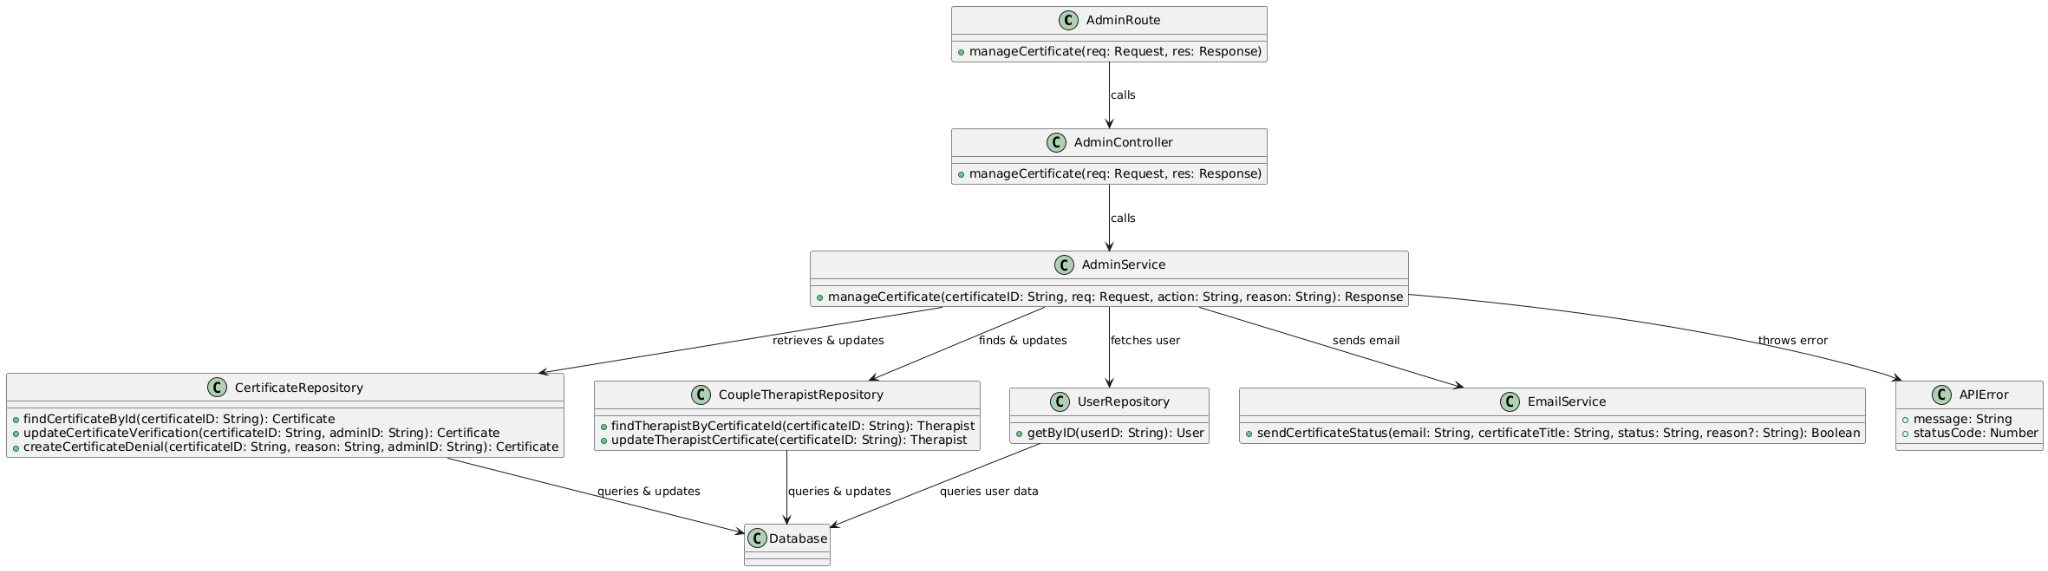 C AdminRoute
manageCertificate(req: Request, res: Response)
calls
C AdminController
manageCertificate(req: Request, res: Response)
calls
C AdminService
manageCertificate(certificateID: String, req: Request, action: String, reason: String): Response
retrieves & updates
finds & updates
fetches user
sends email
throws error
C CertificateRepository
findCertificateById(certificateID: String): Certificate
updateCertificateVerification(certificateID: String, adminID: String): Certificate
createCertificateDenial(certificateID: String, reason: String, adminID: String): Certificate
C CoupleTherapistRepository
findTherapistByCertificateId(certificateID: String): Therapist
updateTherapistCertificate(certificateID: String): Therapist
C UserRepository
getByID(userID: String): User
C EmailService
sendCertificateStatus(email: String, certificateTitle: String, status: String, reason?: String): Boolean
C APIError
message: String
statusCode: Number
queries & updates
queries & updates
queries user data
C Database